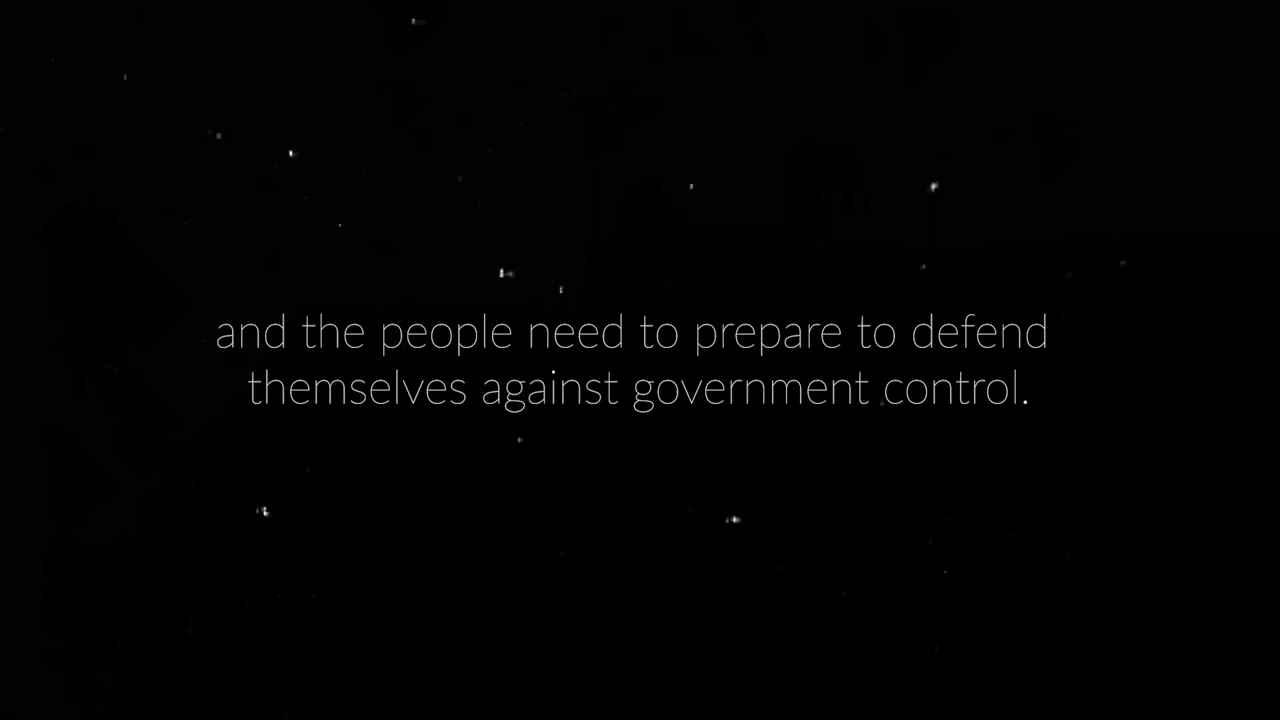 and the people need to prepare to defend
themselves against government control.